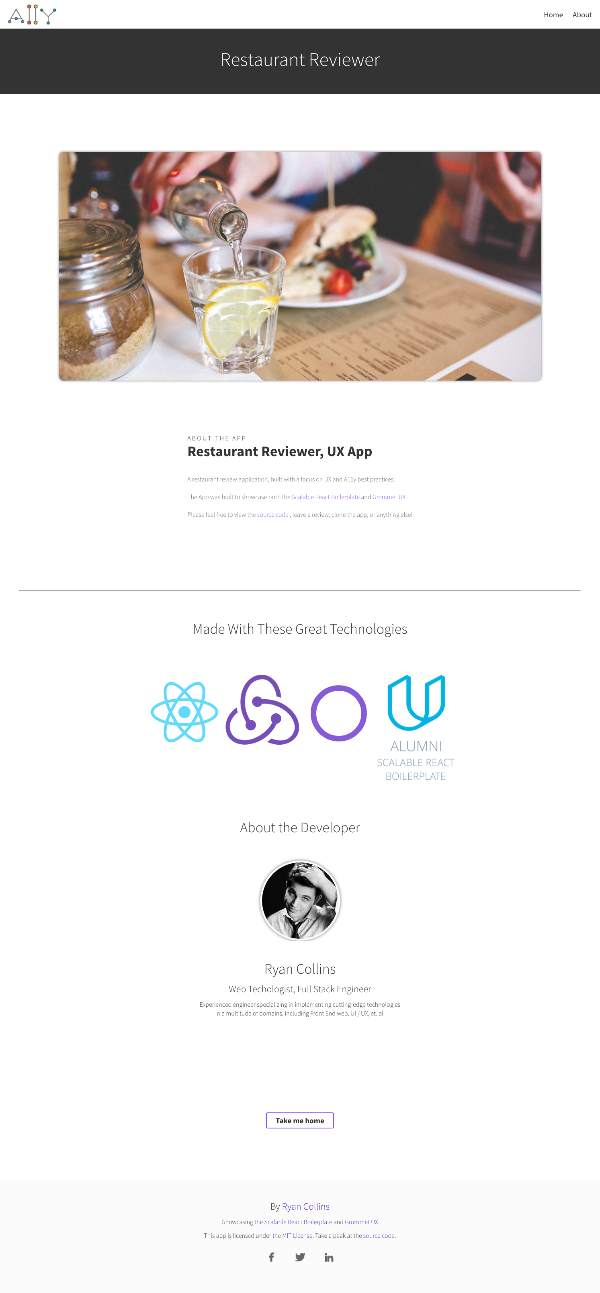 A11Y
Home About
Restaurant Reviewer
ABOUT THE APP
Restaurant Reviewer, UX App
A restaurant review application, built with a focus on UX and A11y best practices.
The App was built to showcase both the Scalable React Boilerplate and Grommet UX
Please feel free to view the source code , leave a review, clone the app, or anything else!
Made With These Great Technologies
ALUMNI
SCALABLE REACT
BOILERPLATE
About the Developer
Ryan Collins
Web Techologist, Full Stack Engineer
Experienced engineer specializing in implementing cutting edge technologies
in a multitude of domains, including Front End web, UI / UX, et. al
Take me home
By Ryan Collins
Showcasing the Scalable React Boilerplate and Grommet UX
This app is licensed under the MIT License. Take a peak at the source code.